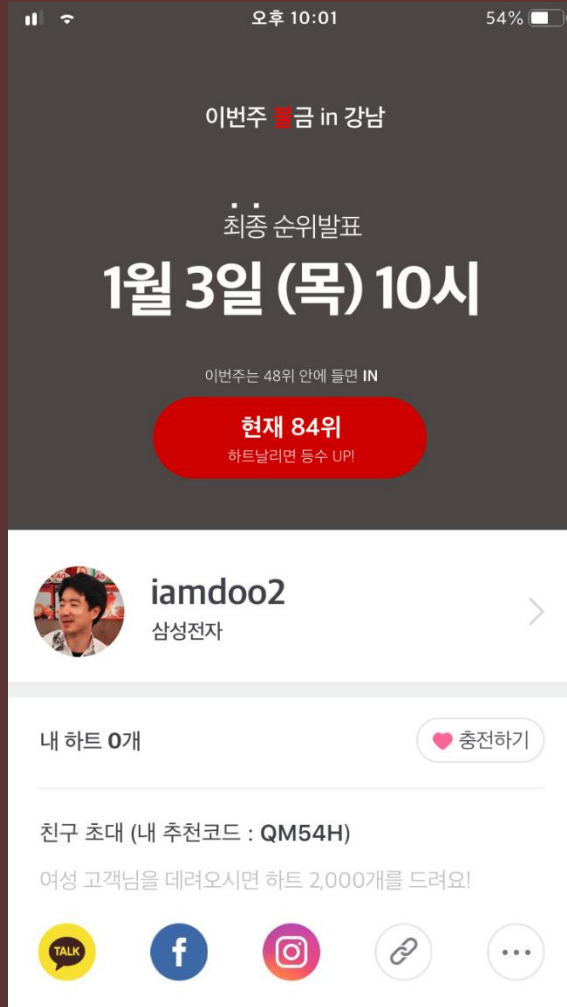 오후 10:01
54%
이번주 불금 in 강남
최종 순위발표
1월 3일 (목) 10시
이번주는 48위 안에 들면 IN
현재 84위
하트날리면 등수 UP!
iamdoo2
삼성전자
내 하트 0개
충전하기
친구 초대 (내 추천코드 : QM54H)
여성 고객님을 데려오시면 하트 2,000개를 드려요!
TALK